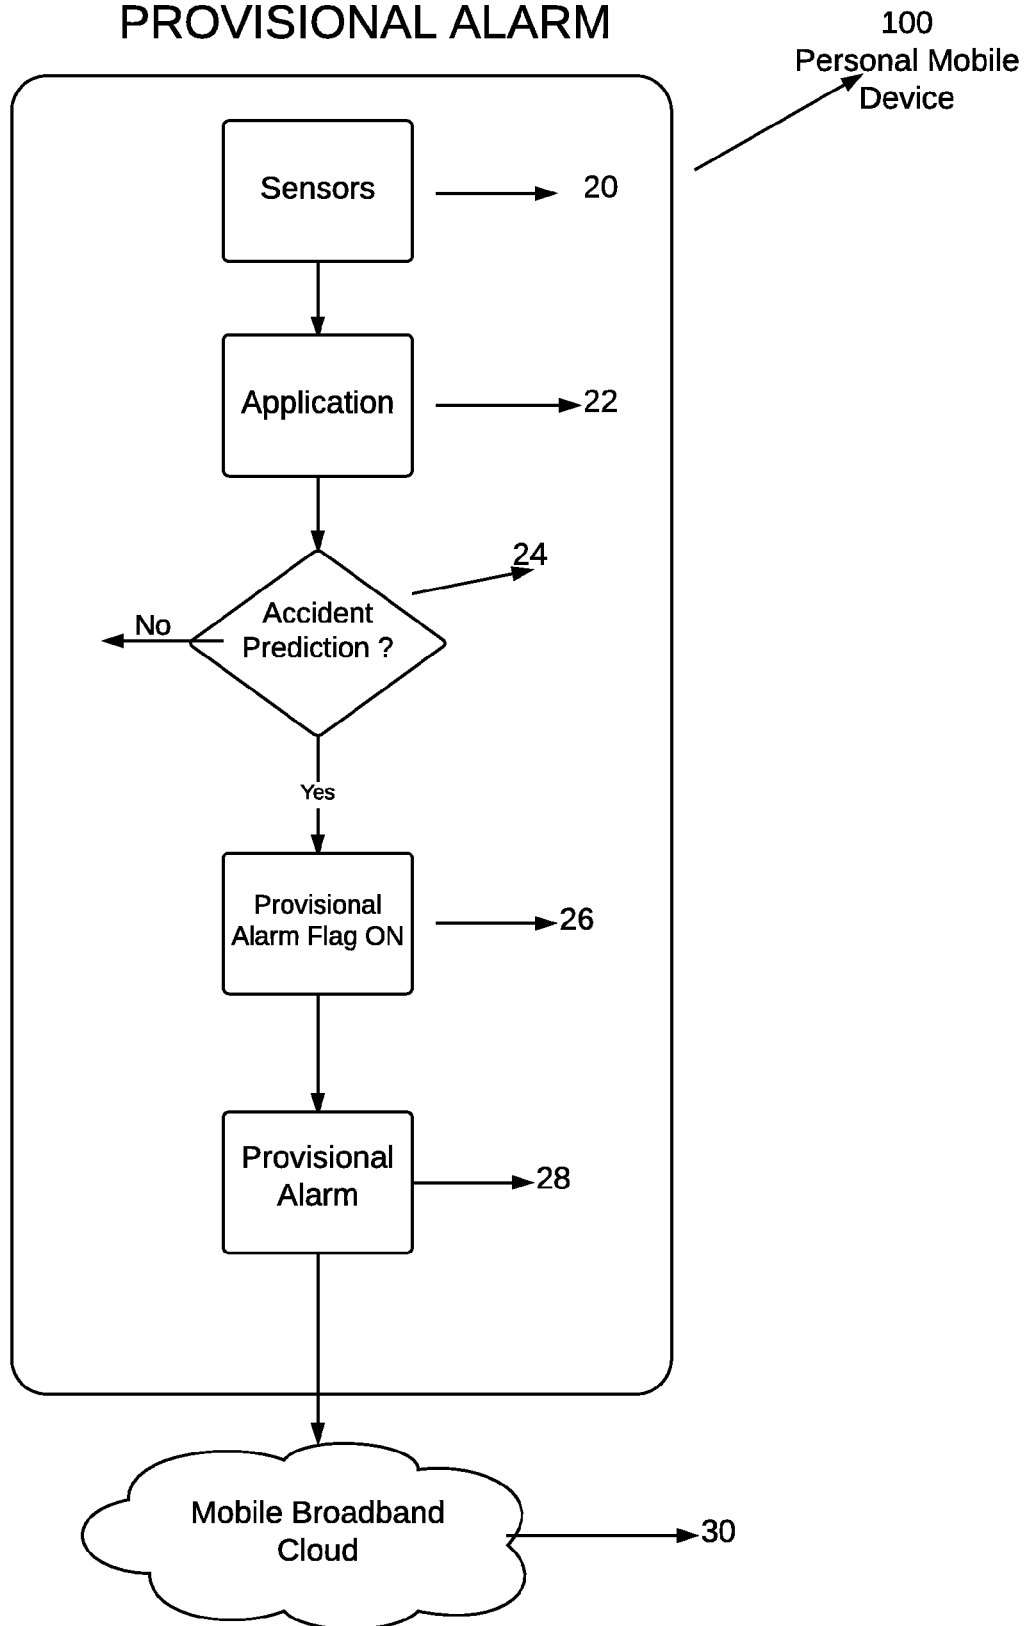 PROVISIONAL ALARM
100
Personal Mobile
Device
Sensors
20
Application
22
24
Accident
Prediction ?
No
Yes
Provisional
Alarm Flag ON
26
Provisional
Alarm
28
Mobile Broadband
Cloud
30